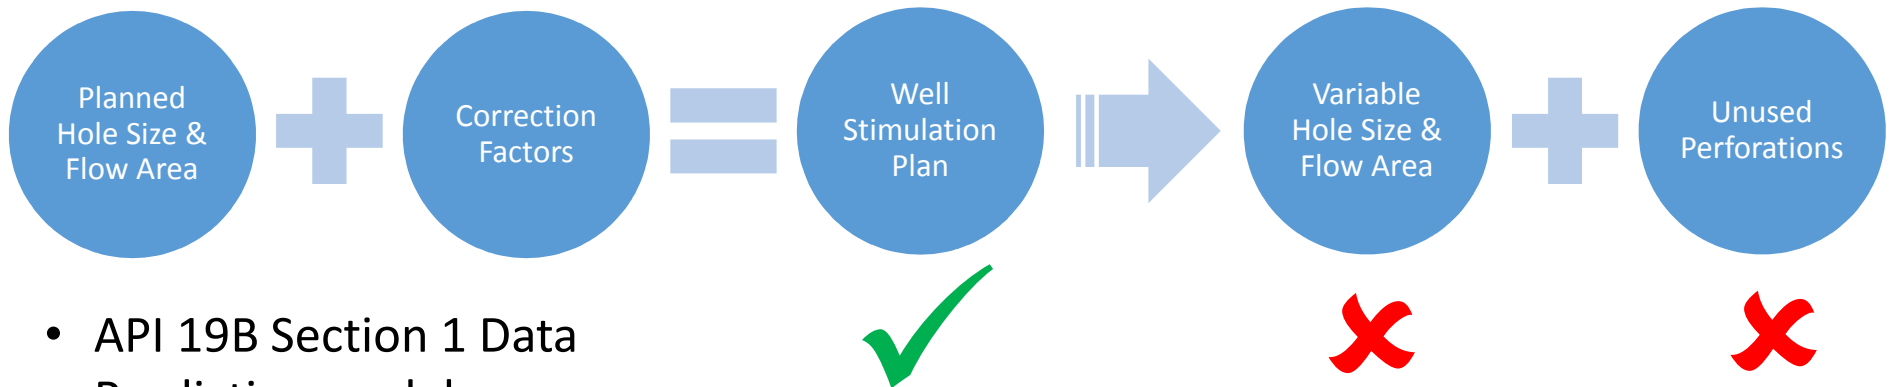 Planned
Hole Size &
Flow Area
Correction
Factors
Well
Stimulation
Plan
Variable
Hole Size &
Flow Area
Unused
Perforations
• API 19B Section 1 Data